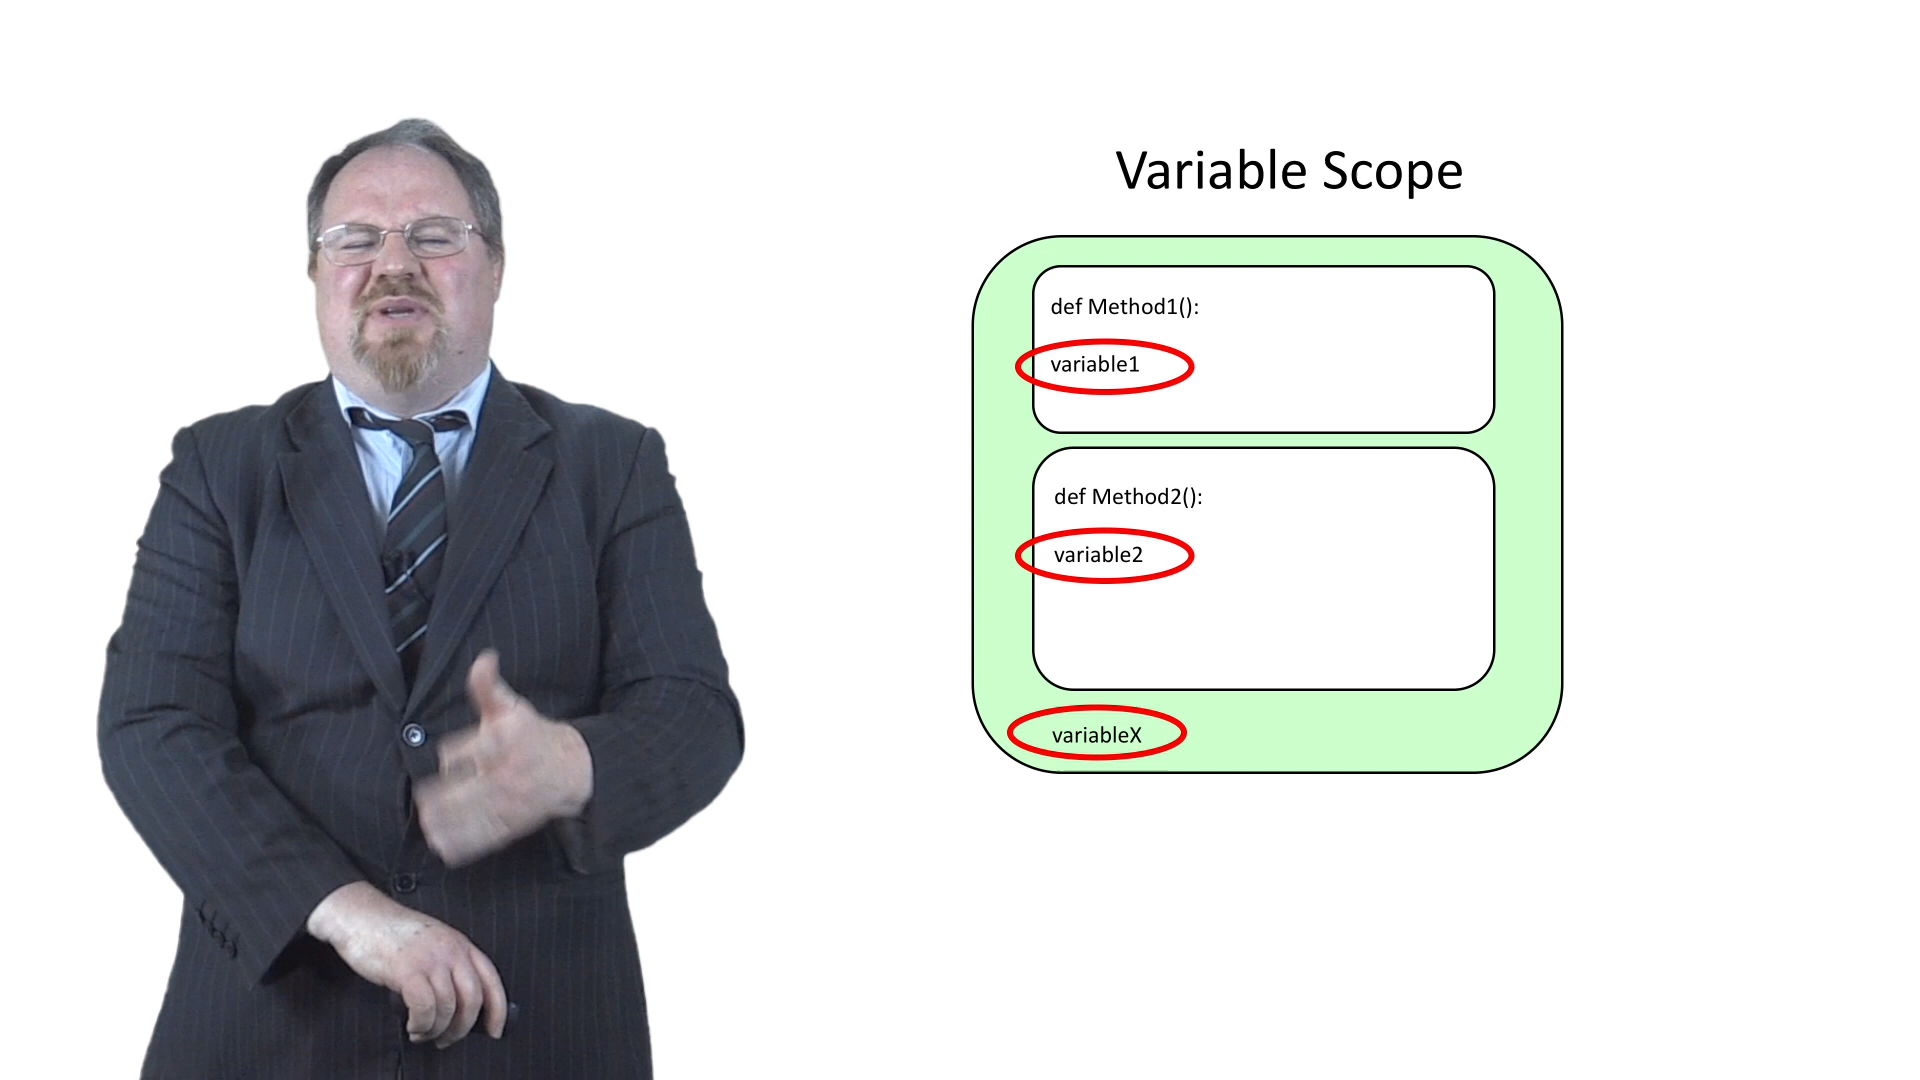 Variable Scope
def Method1():
variable1
def Method2():
variable2
variableX